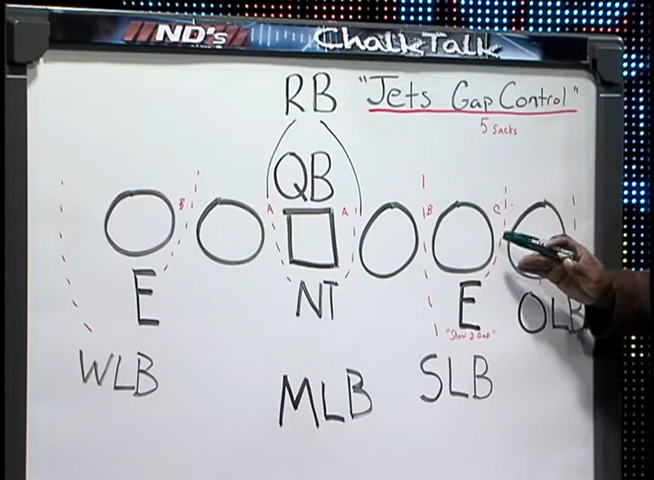 ND's ChalkTalk
RB "Jets Gap Control"
5 Sacks
QB
B A A B C
E NT E OLB
"Show 2 Gap"
WLB MLB SLB